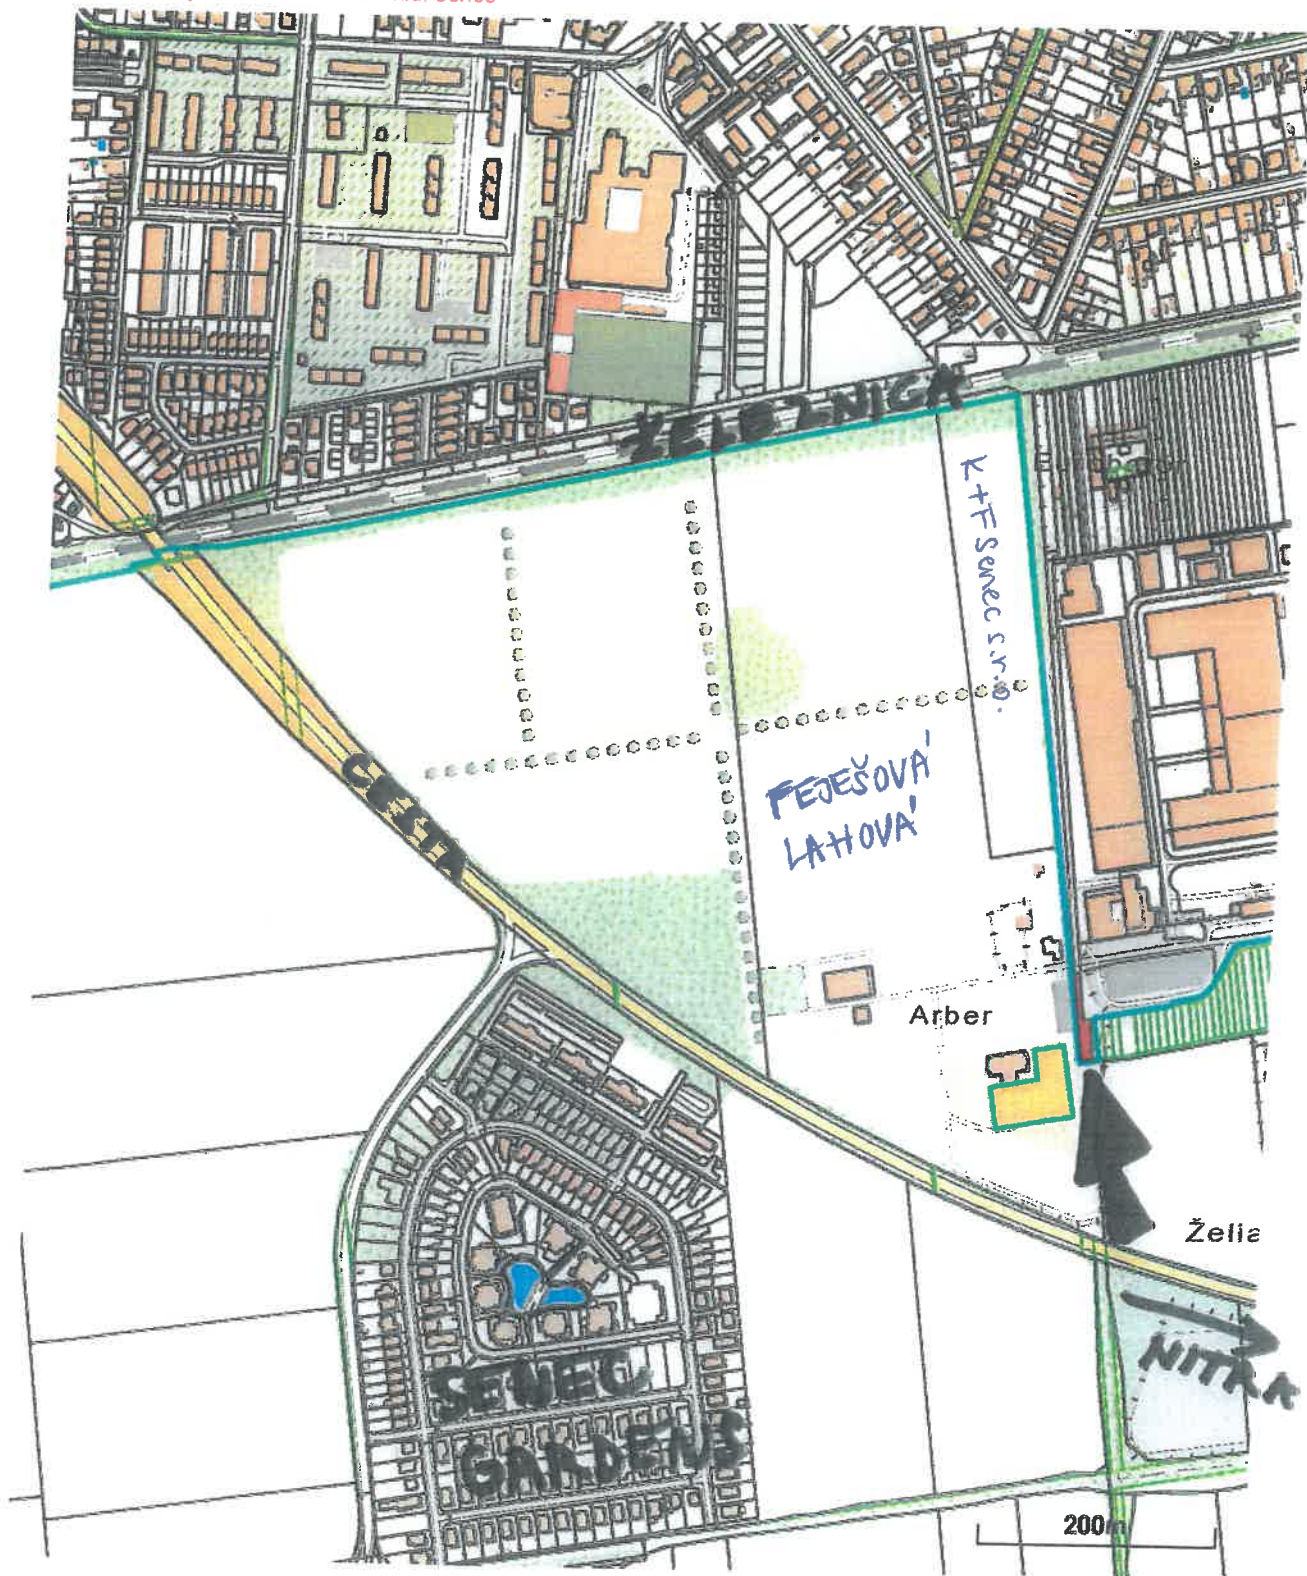 ŽELEZNICA
K+F Senec s.r.o.
CESTA
FEJEŠOVÁ
LAHOVÁ
Arber
Želia
NITRA
SENEC
GARDENS
200m